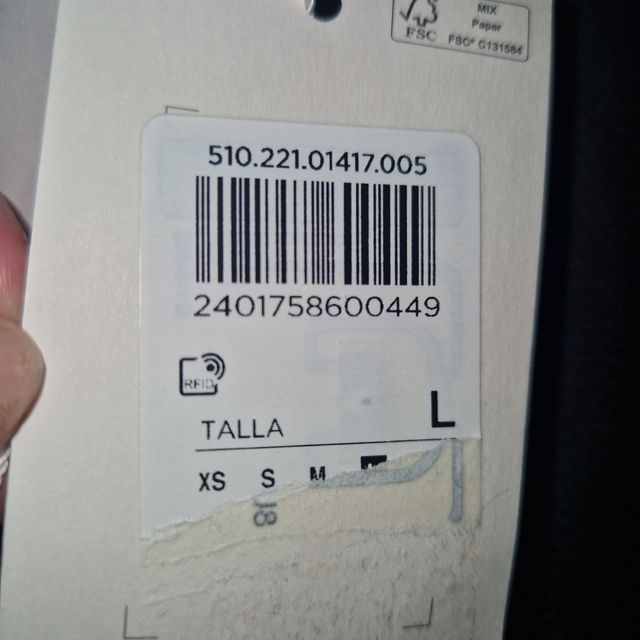 MIX
Paper
FSC
FSC® C131584
510.221.01417.005
2401758600449
RFID
TALLA L
XS S M